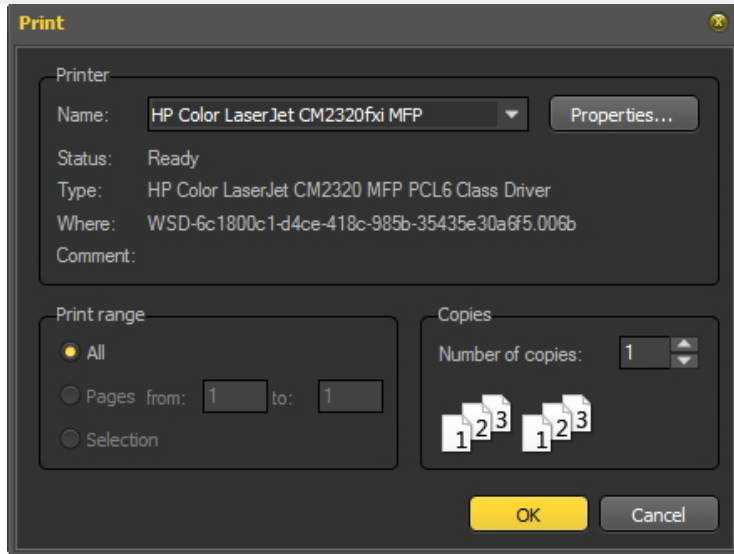 Print
Printer
Name: HP Color LaserJet CM2320fxi MFP Properties...
Status: Ready
Type: HP Color LaserJet CM2320 MFP PCL6 Class Driver
Where: WSD-6c1800c1-d4ce-418c-985b-35435e30a6f5.006b
Comment:
Print range
All
Pages from: 1 to: 1
Selection
Copies
Number of copies: 1
1 2 3 1 2 3
OK Cancel